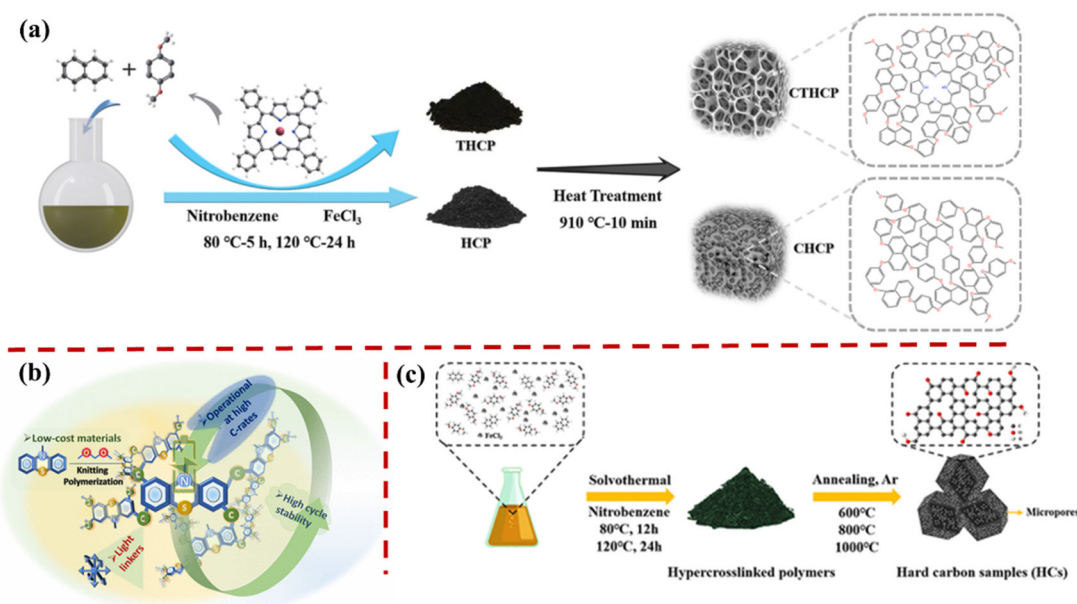 (a)
+
THCP
HCP
Nitrobenzene FeCl3
80 °C-5 h, 120 °C-24 h
Heat Treatment
910 °C-10 min
CTHCP
CHCP
(b)
➢Low-cost materials
Knitting
Polymerization
➢Operational
at high
C-rates
➢High cycle
stability
➢Light
linkers
N
S
C
C
C
C
(c)
+ FeCl3
Solvothermal
Nitrobenzene
80°C, 12h
120°C, 24h
Hypercrosslinked polymers
Annealing, Ar
600°C
800°C
1000°C
Micropores
Hard carbon samples (HCs)